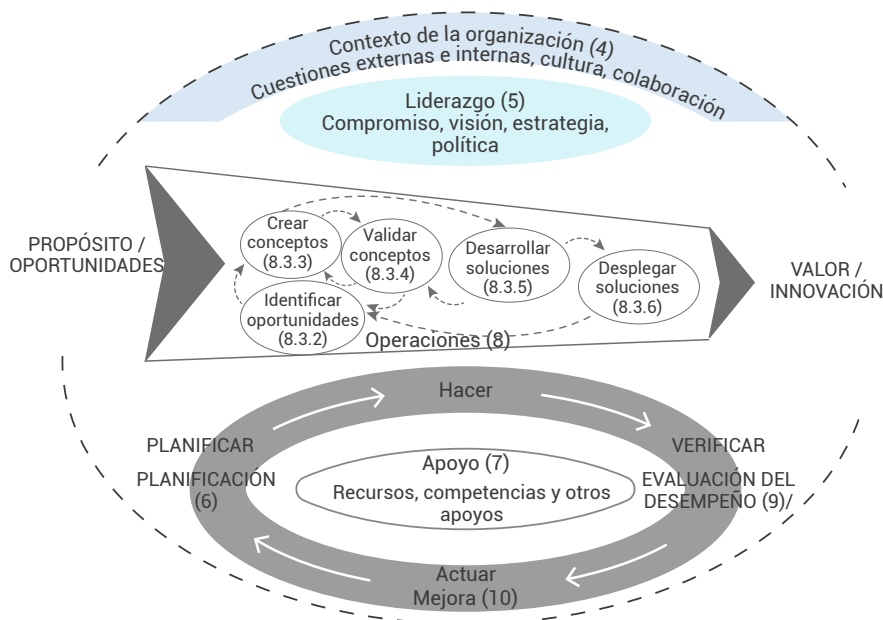 Contexto de la organización (4)
Cuestiones externas e internas, cultura, colaboración
Liderazgo (5)
Compromiso, visión, estrategia,
política
PROPÓSITO /
OPORTUNIDADES
Crear
conceptos
(8.3.3)
Validar
conceptos
(8.3.4)
Identificar
oportunidades
(8.3.2)
Desarrollar
soluciones
(8.3.5)
Desplegar
soluciones
(8.3.6)
Operaciones (8)
VALOR /
INNOVACIÓN
Hacer
PLANIFICAR
PLANIFICACIÓN
(6)
Apoyo (7)
Recursos, competencias y otros
apoyos
VERIFICAR
EVALUACIÓN DEL
DESEMPEÑO (9)/
Actuar
Mejora (10)